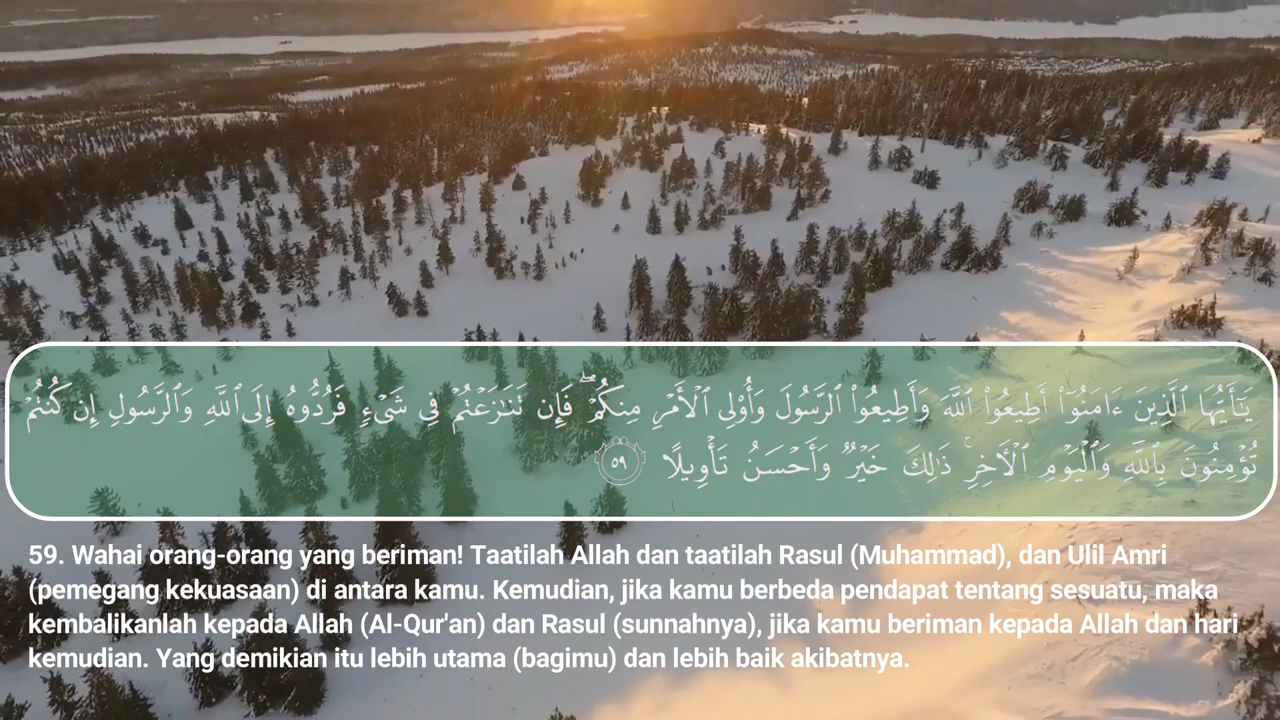 يَٰٓأَيُّهَا ٱلَّذِينَ ءَامَنُوٓاْ أَطِيعُواْ ٱللَّهَ وَأَطِيعُواْ ٱلرَّسُولَ وَأُوْلِى ٱلۡأَمۡرِ مِنكُمۡۖ فَإِن تَنَٰزَعۡتُمۡ فِى شَىۡءٍ فَرُدُّوهُ إِلَى ٱللَّهِ وَٱلرَّسُولِ إِن كُنتُمۡ
تُؤۡمِنُونَ بِٱللَّهِ وَٱلۡيَوۡمِ ٱلۡأٓخِرِۚ ذَٰلِكَ خَيۡرٌ وَأَحۡسَنُ تَأۡوِيلًا ٥٩
59. Wahai orang-orang yang beriman! Taatilah Allah dan taatilah Rasul (Muhammad), dan Ulil Amri
(pemegang kekuasaan) di antara kamu. Kemudian, jika kamu berbeda pendapat tentang sesuatu, maka
kembalikanlah kepada Allah (Al-Qur'an) dan Rasul (sunnahnya), jika kamu beriman kepada Allah dan hari
kemudian. Yang demikian itu lebih utama (bagimu) dan lebih baik akibatnya.